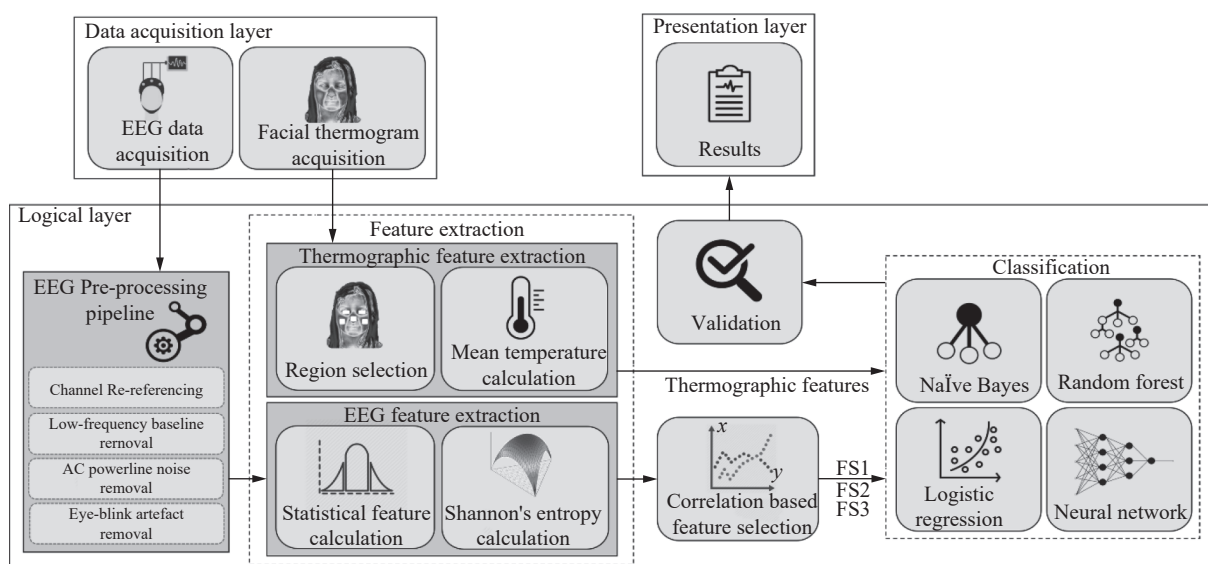 Data acquisition layer
EEG data
acquisition
Facial thermogram
acquisition
Presentation layer
Results
Logical layer
EEG Pre-processing
pipeline
Channel Re-referencing
Low-frequency baseline
rernoval
AC powerline noise
removal
Eye-blink artefact
removal
Feature extraction
Thermographic feature extraction
Region selection
Mean temperature
calculation
EEG feature extraction
Statistical feature
calculation
Shannon's entropy
calculation
Validation
Thermographic features
x
y
Correlation based
feature selection
FS1
FS2
FS3
Classification
NaÏve Bayes
Random forest
Logistic
regression
Neural network